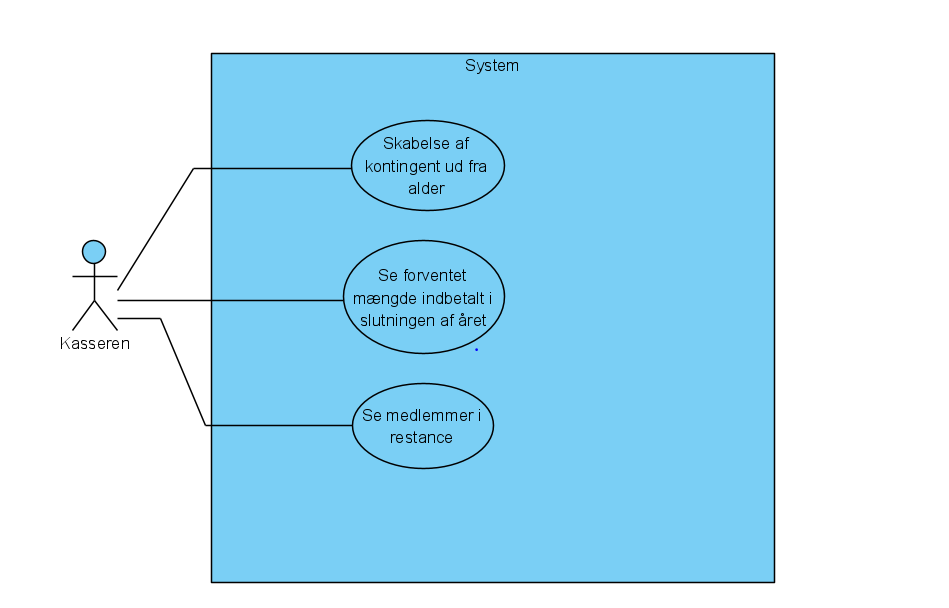 System
Skabelse af
kontingent ud fra
alder
Se forventet
mængde indbetalt i
slutningen af året
Kasseren
Se medlemmer i
restance